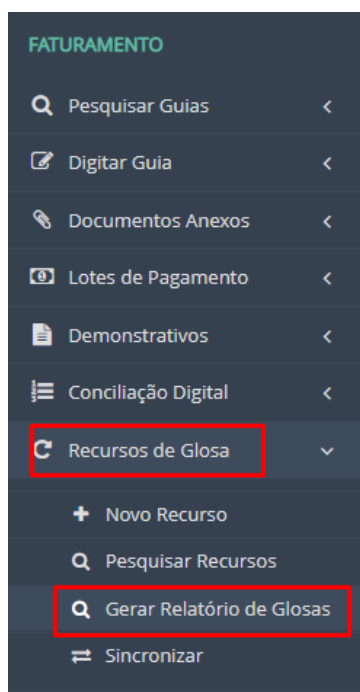 FATURAMENTO
Pesquisar Guias
Digitar Guia
Documentos Anexos
Lotes de Pagamento
Demonstrativos
Conciliação Digital
Recursos de Glosa
Novo Recurso
Pesquisar Recursos
Gerar Relatório de Glosas
Sincronizar